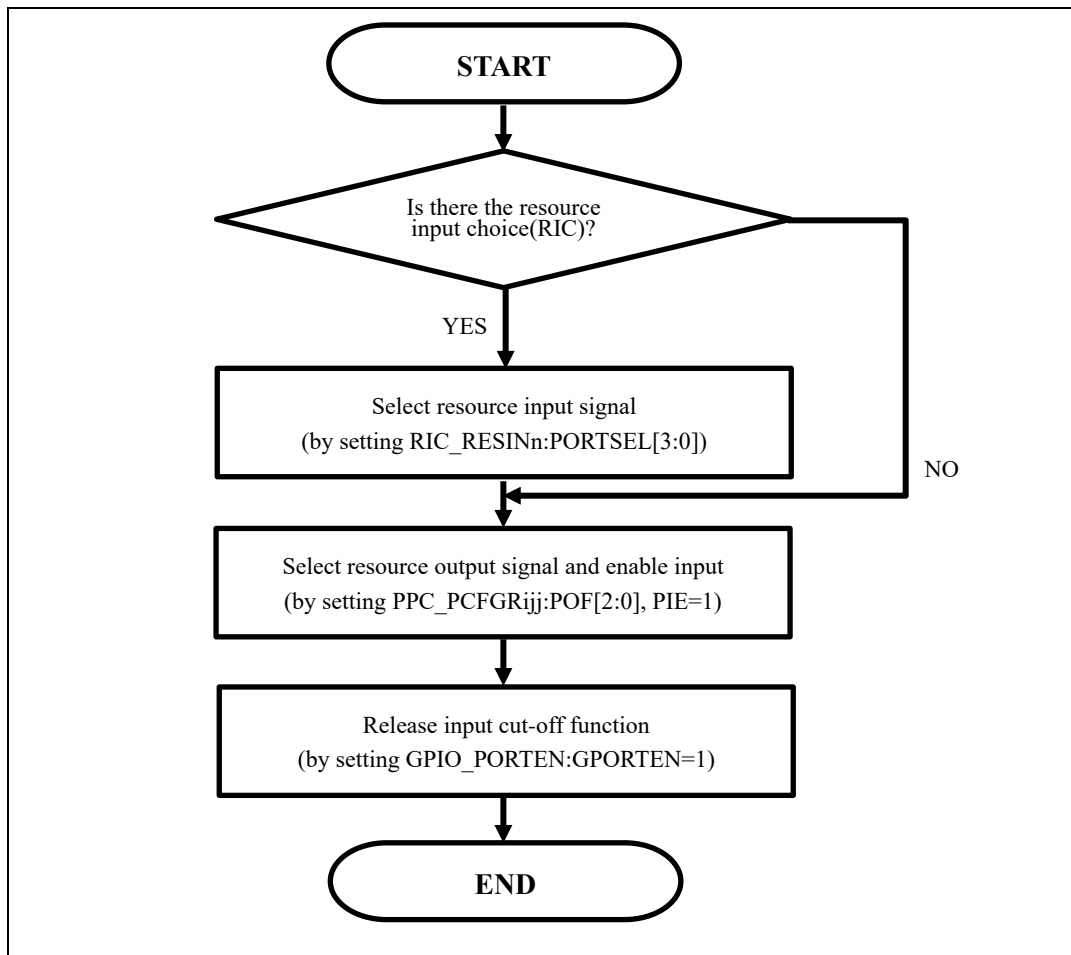 START
Is there the resource
input choice(RIC)?
YES
Select resource input signal
(by setting RIC_RESINn:PORTSEL[3:0])
NO
Select resource output signal and enable input
(by setting PPC_PCFGRijj:POF[2:0], PIE=1)
Release input cut-off function
(by setting GPIO_PORTEN:GPORTEN=1)
END